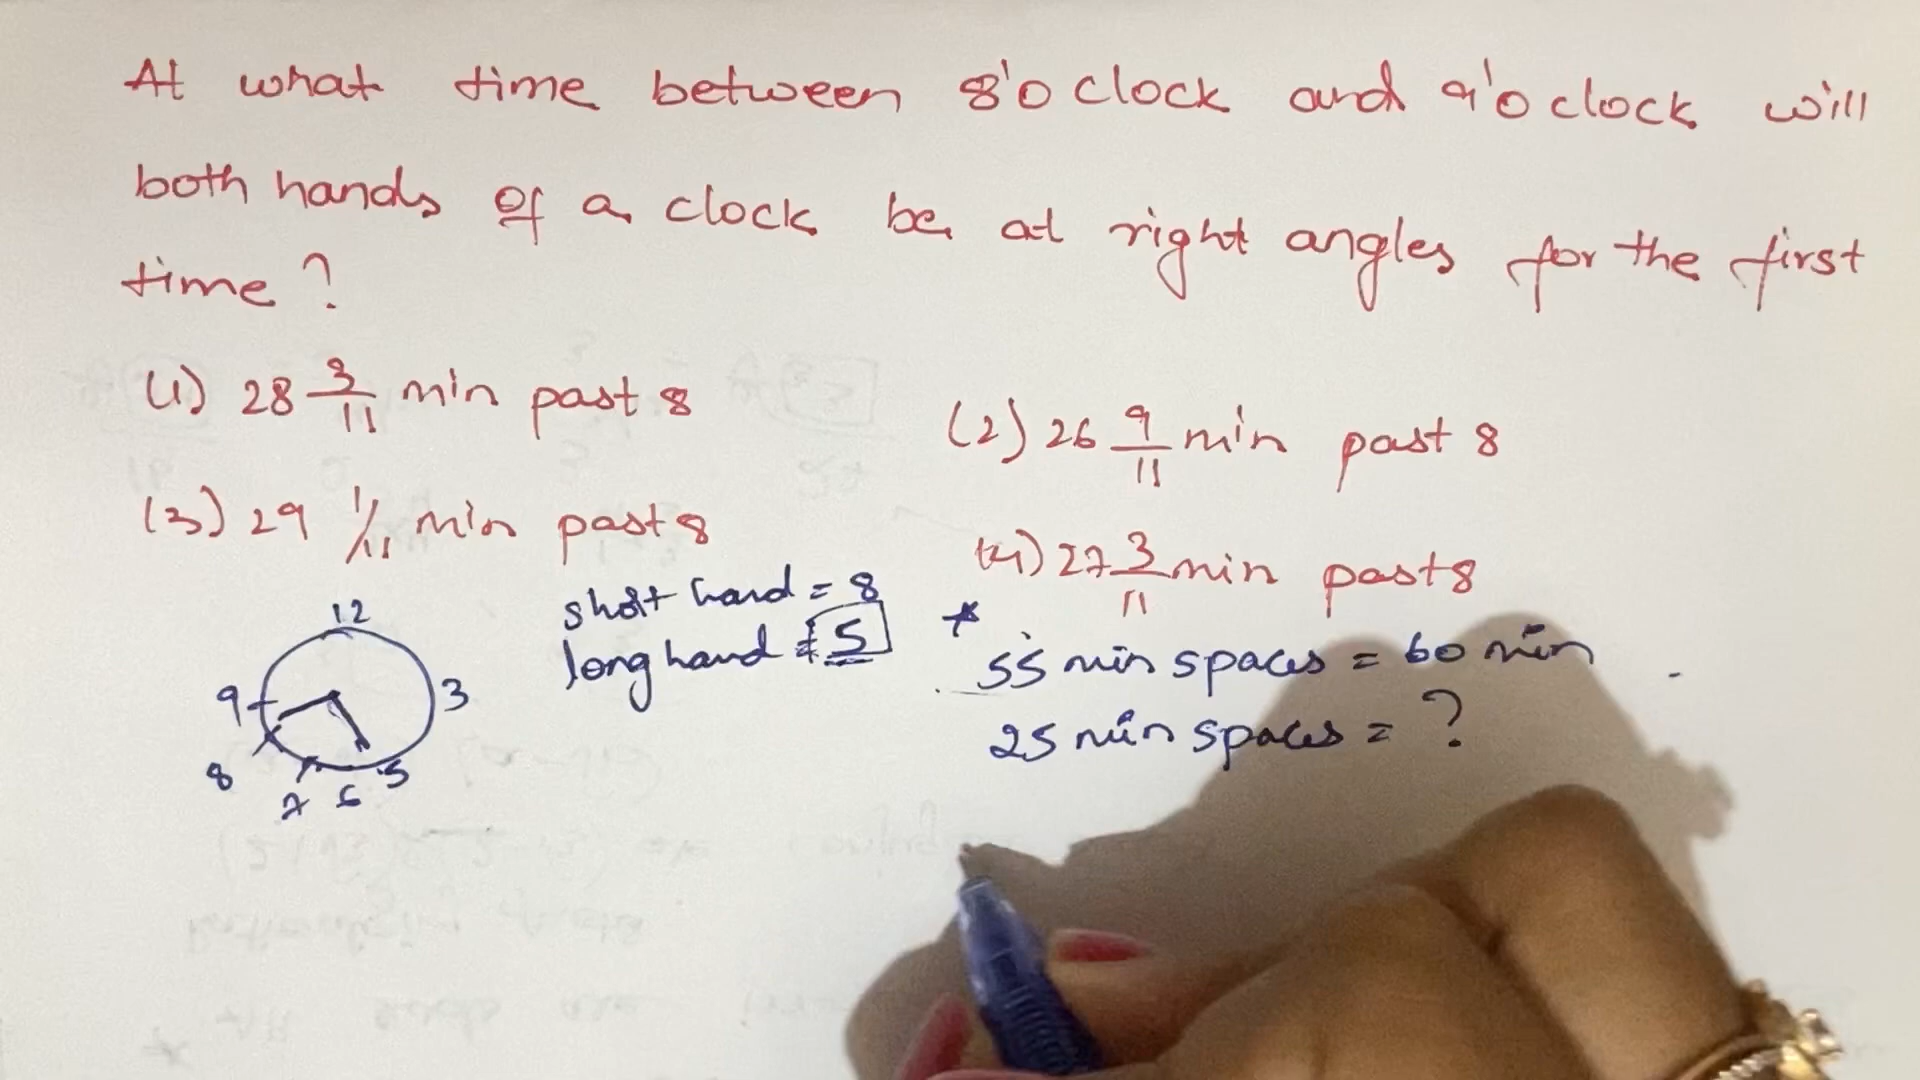 At what time between 8'o clock and 9'o clock will
both hands of a clock be at right angles for the first
time?
(1) 28 3/11 min past 8
(2) 26 9/11 min past 8
(3) 29 1/11 min past 8
(4) 27 3/11 min past 8
short hand = 8
long hand = 5
*
55 min spaces = 60 min
25 min spaces = ?
12
9
3
8
7 6 5